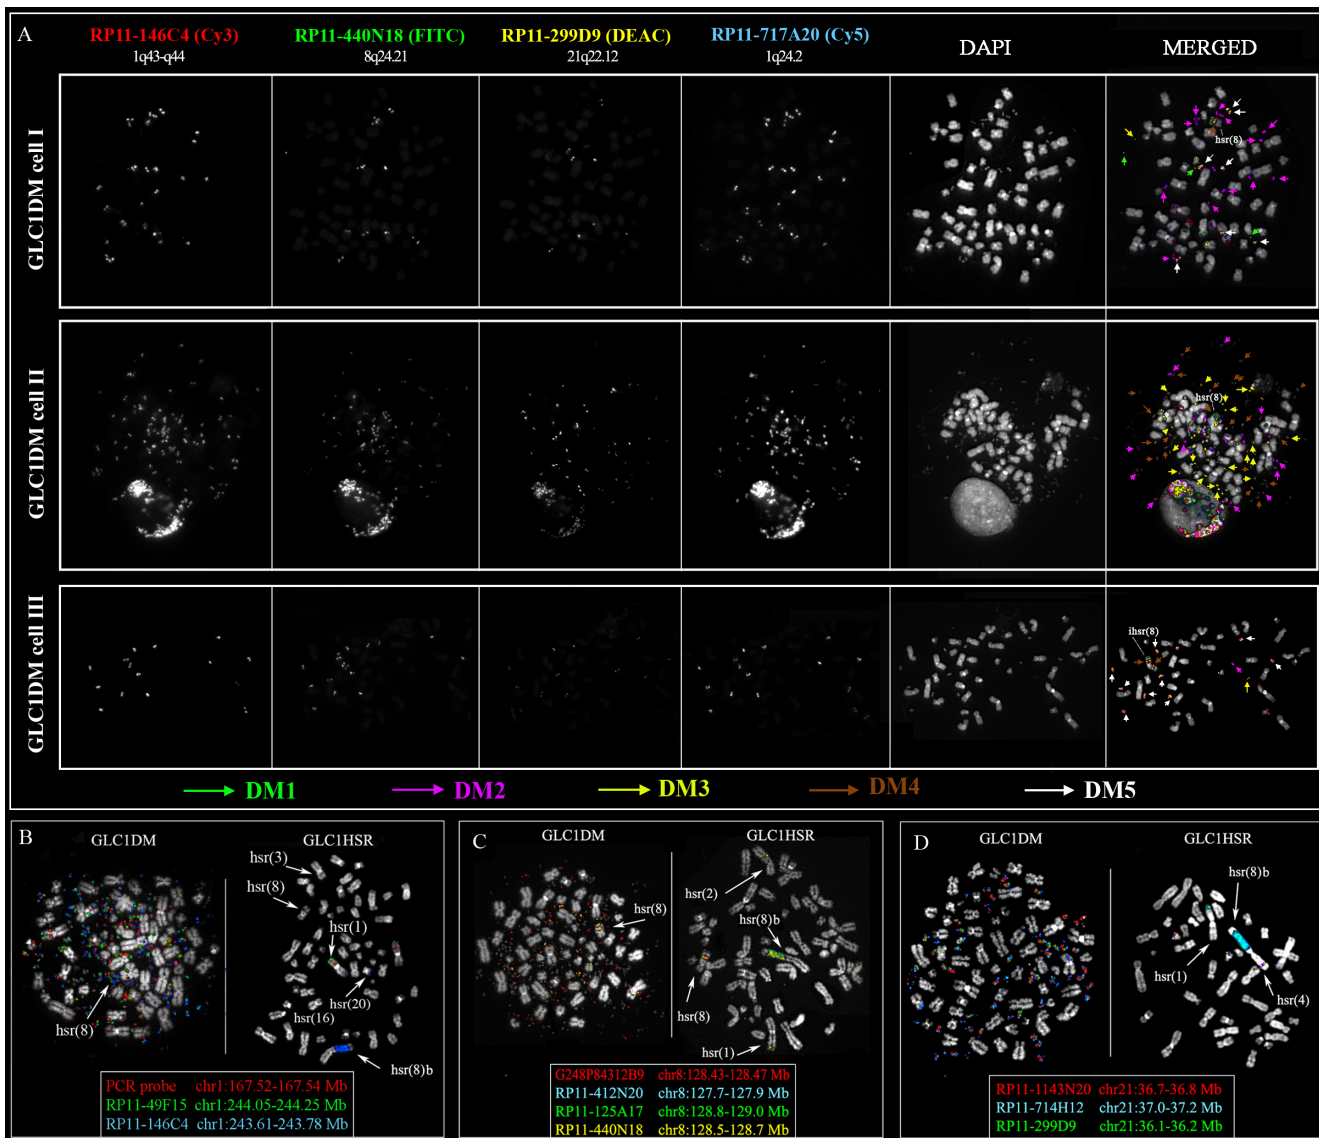 A
RP11-146C4 (Cy3)
1q43-q44
RP11-440N18 (FITC)
8q24.21
RP11-299D9 (DEAC)
21q22.12
RP11-717A20 (Cy5)
1q24.2
DAPI
MERGED
GLC1DM cell I
hsr(8)
GLC1DM cell II
hsr(8)
GLC1DM cell III
ihsr(8)
DM1
DM2
DM3
DM4
DM5
B
GLC1DM
GLC1HSR
hsr(8)
hsr(3)
hsr(8)
hsr(1)
hsr(20)
hsr(16)
hsr(8)b
PCR probe chr1:167.52-167.54 Mb
RP11-49F15 chr1:244.05-244.25 Mb
RP11-146C4 chr1:243.61-243.78 Mb
C
GLC1DM
GLC1HSR
hsr(8)
hsr(2)
hsr(8)b
hsr(8)
hsr(1)
G248P84312B9 chr8:128.43-128.47 Mb
RP11-412N20 chr8:127.7-127.9 Mb
RP11-125A17 chr8:128.8-129.0 Mb
RP11-440N18 chr8:128.5-128.7 Mb
D
GLC1DM
GLC1HSR
hsr(8)b
hsr(1)
hsr(4)
RP11-1143N20 chr21:36.7-36.8 Mb
RP11-714H12 chr21:37.0-37.2 Mb
RP11-299D9 chr21:36.1-36.2 Mb